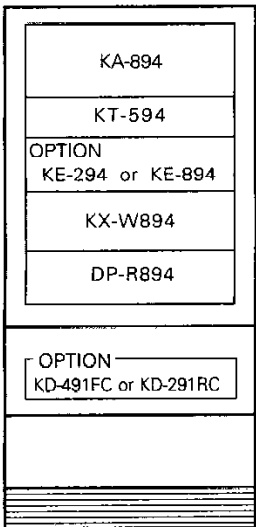 KA-894
KT-594
OPTION
KE-294 or KE-894
KX-W894
DP-R894
OPTION
KD-491FC or KD-291RC